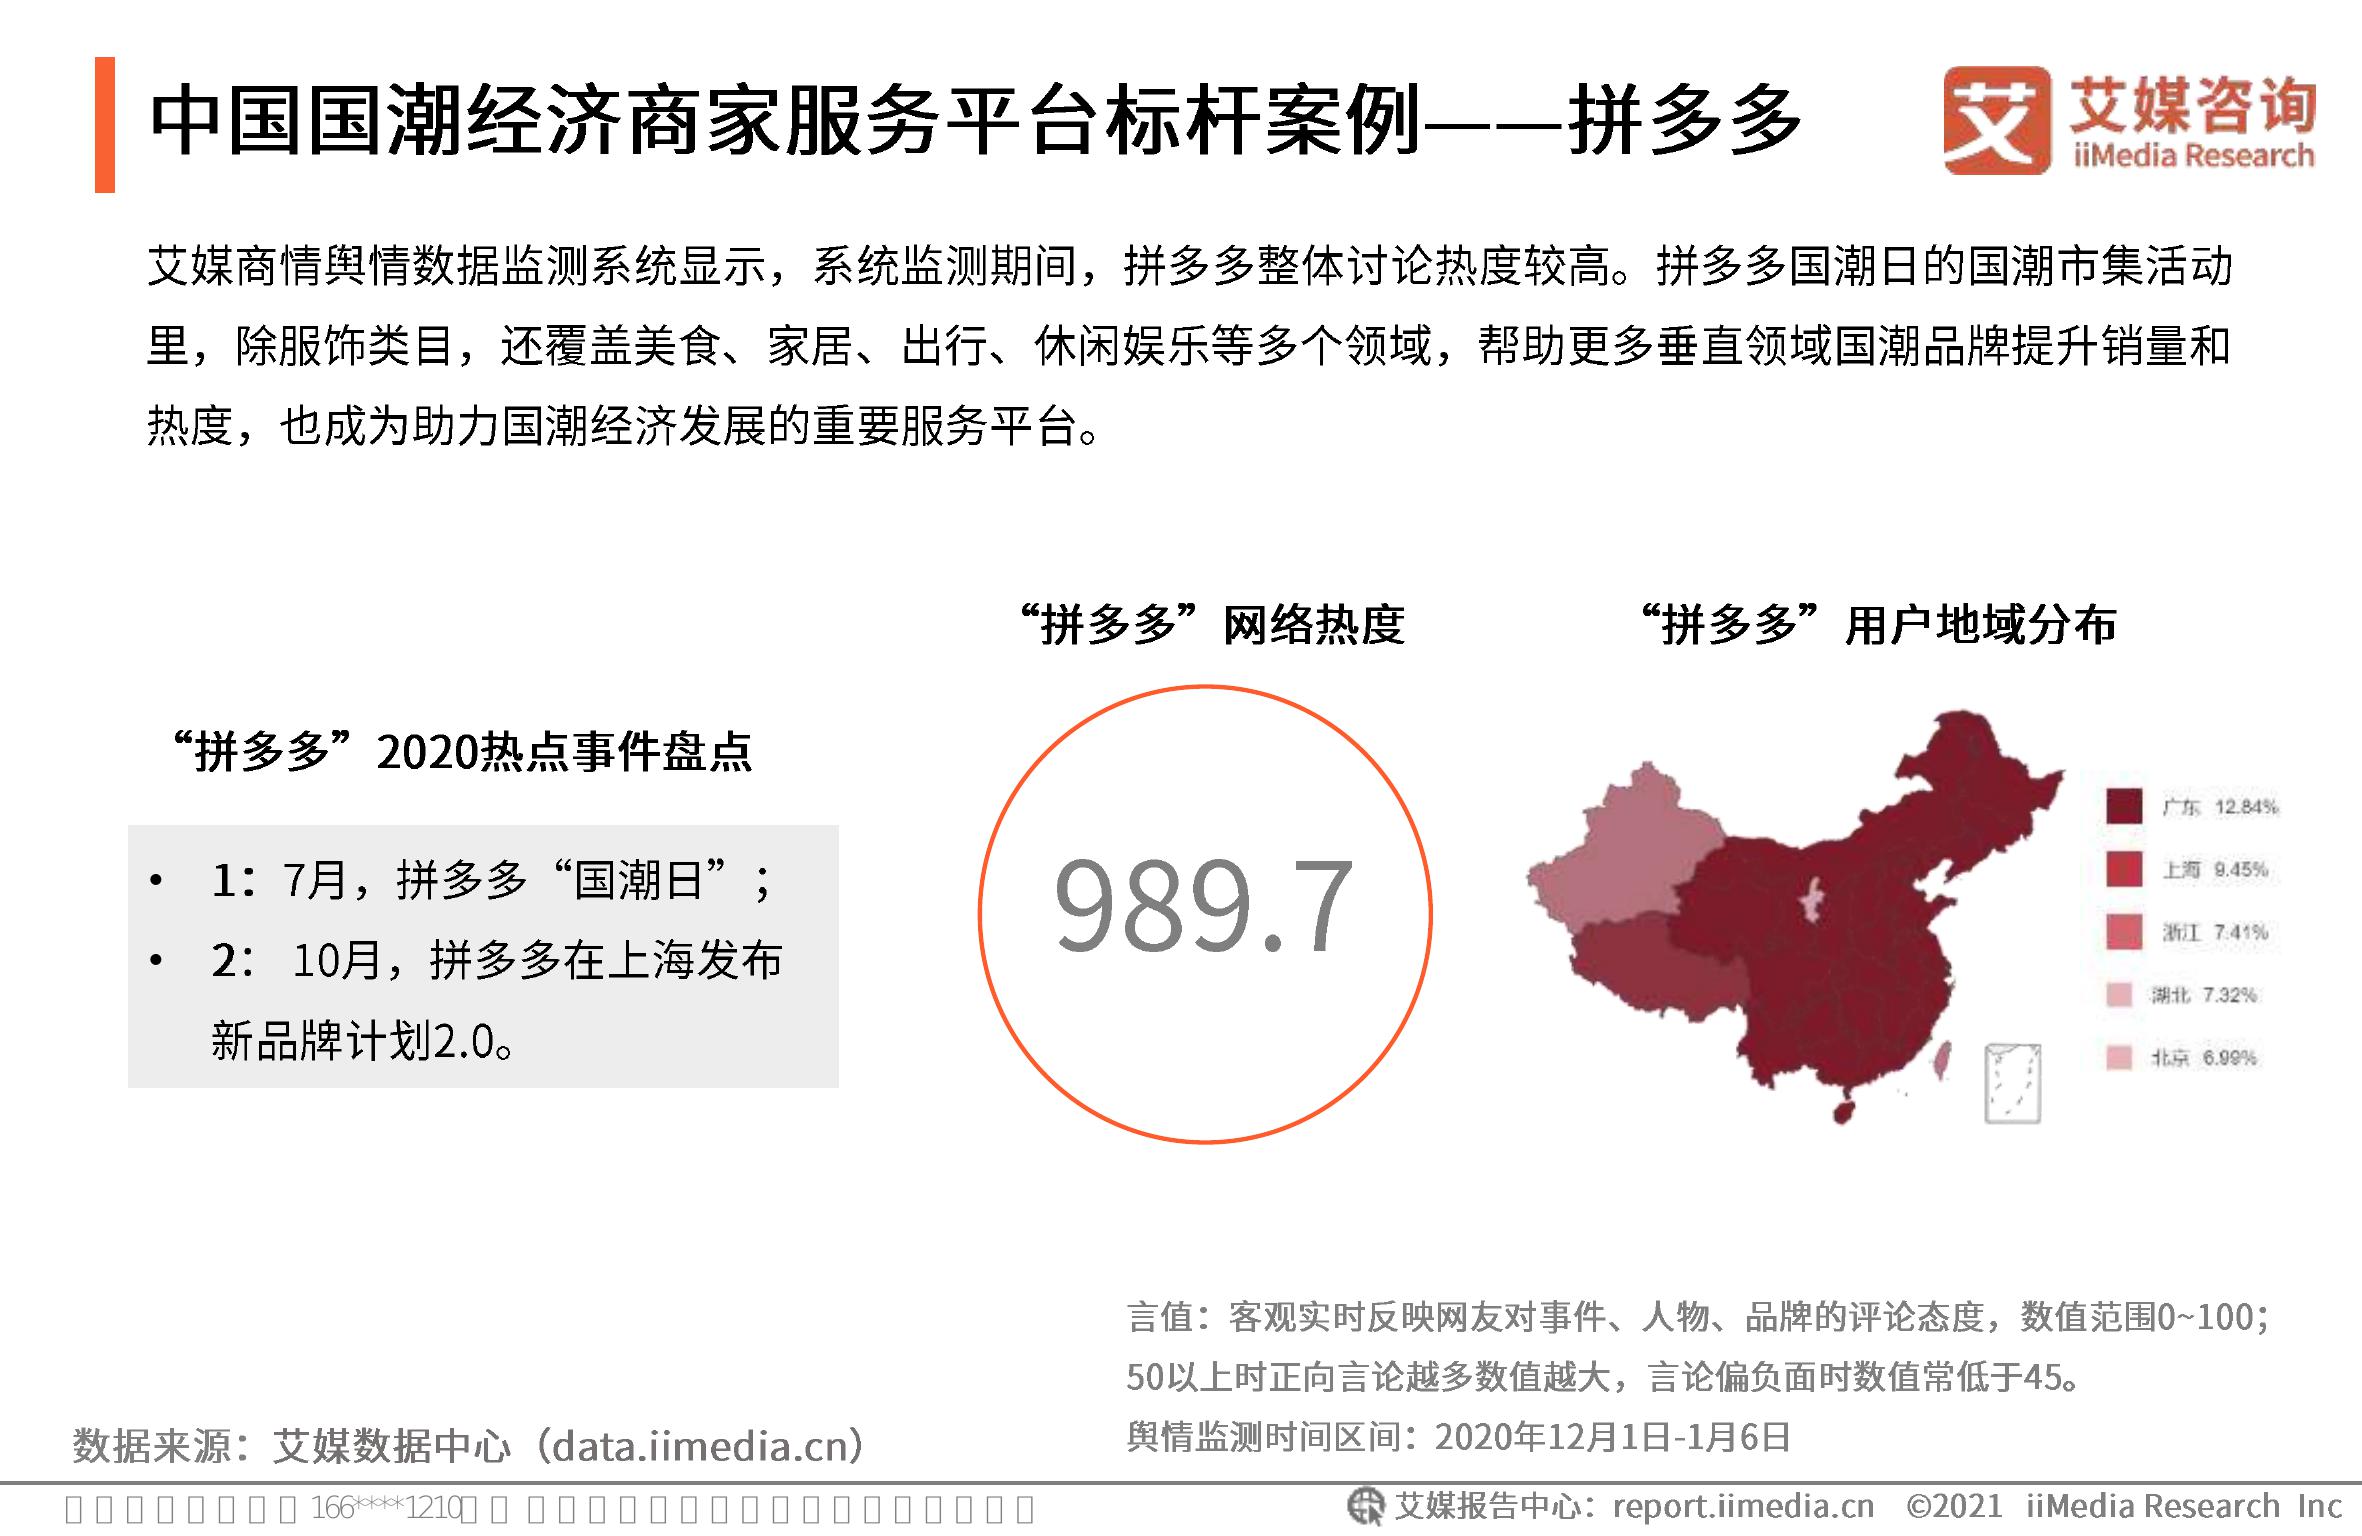 中国国潮经济商家服务平台标杆案例——拼多多
艾媒咨询
iiMedia Research
艾媒商情舆情数据监测系统显示，系统监测期间，拼多多整体讨论热度较高。拼多多国潮日的国潮市集活动
里，除服饰类目，还覆盖美食、家居、出行、休闲娱乐等多个领域，帮助更多垂直领域国潮品牌提升销量和
热度，也成为助力国潮经济发展的重要服务平台。
“拼多多”2020热点事件盘点
• 1：7月，拼多多“国潮日”；
• 2： 10月，拼多多在上海发布
新品牌计划2.0。
“拼多多”网络热度
989.7
“拼多多”用户地域分布
广东 12.84%
上海 9.45%
浙江 7.41%
湖北 7.32%
北京 6.99%
言值：客观实时反映网友对事件、人物、品牌的评论态度，数值范围0~100；
50以上时正向言论越多数值越大，言论偏负面时数值常低于45。
舆情监测时间区间：2020年12月1日-1月6日
数据来源：艾媒数据中心（data.iimedia.cn）
166****1210
艾媒报告中心：report.iimedia.cn ©2021 iiMedia Research Inc